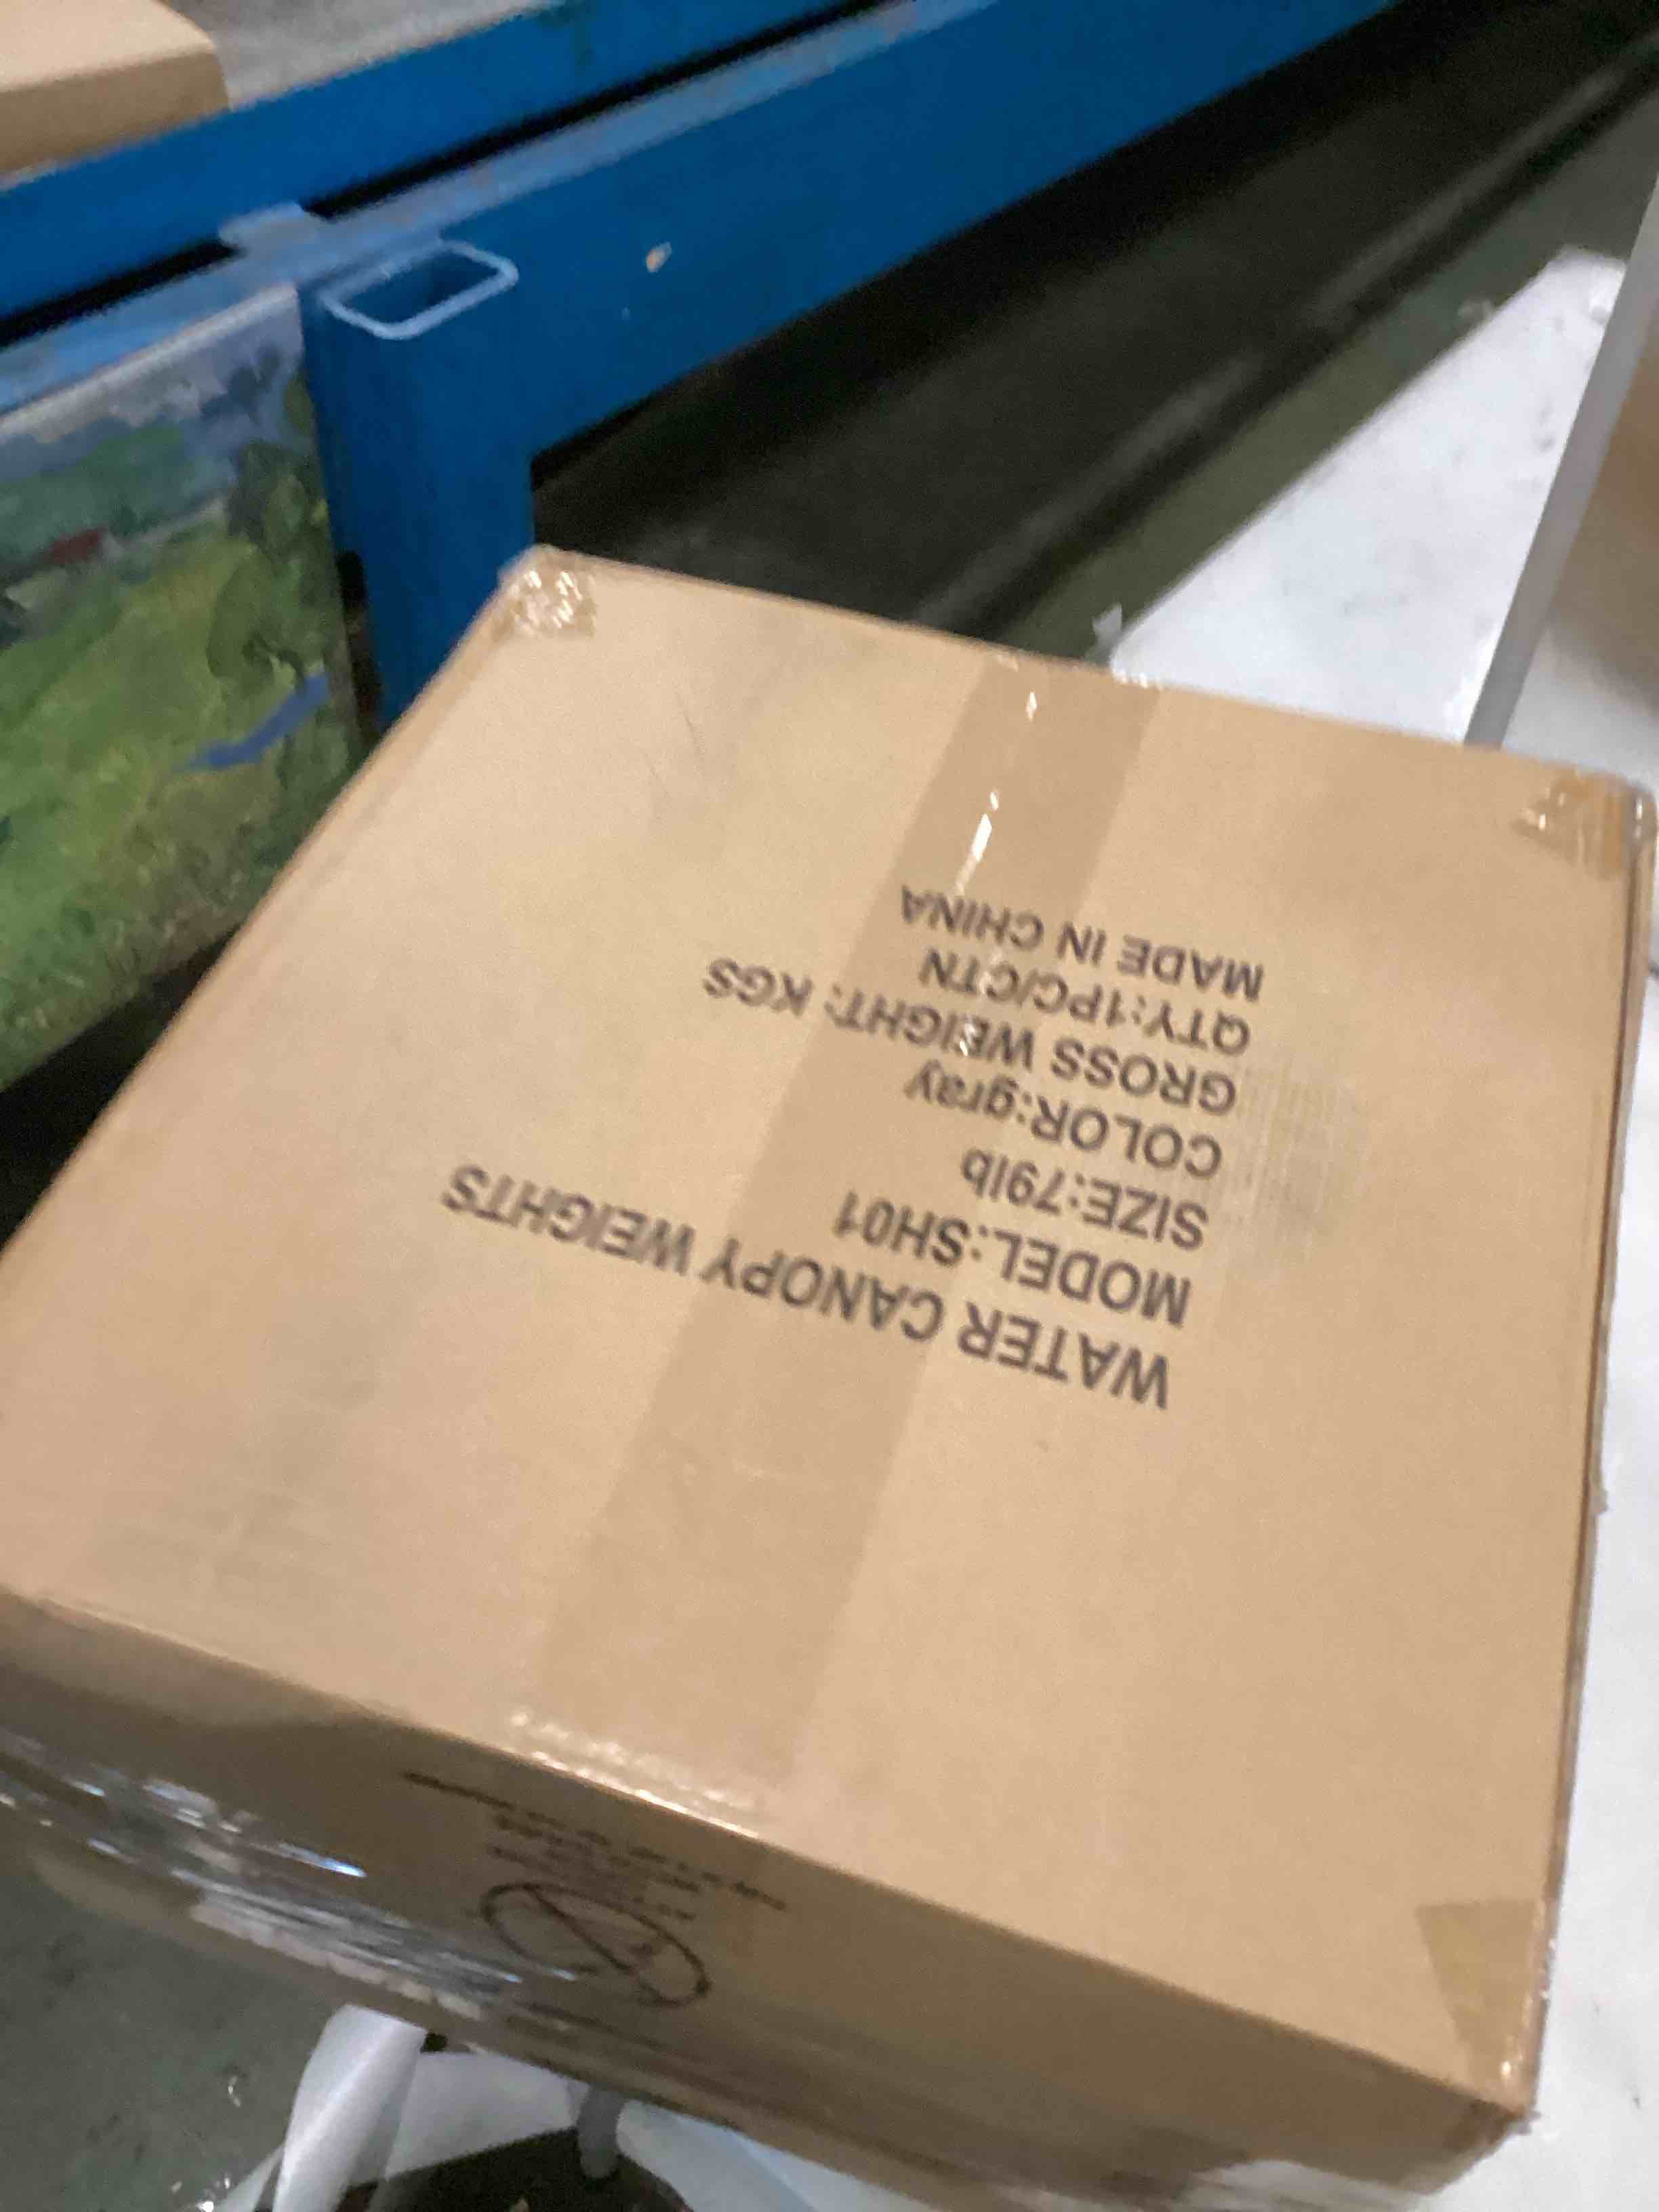 WATER CANOPY WEIGHTS
MODEL:SH01
SIZE:79lb
COLOR:gray
GROSS WEIGHT: KGS
QTY:1PC/CTN
MADE IN CHINA